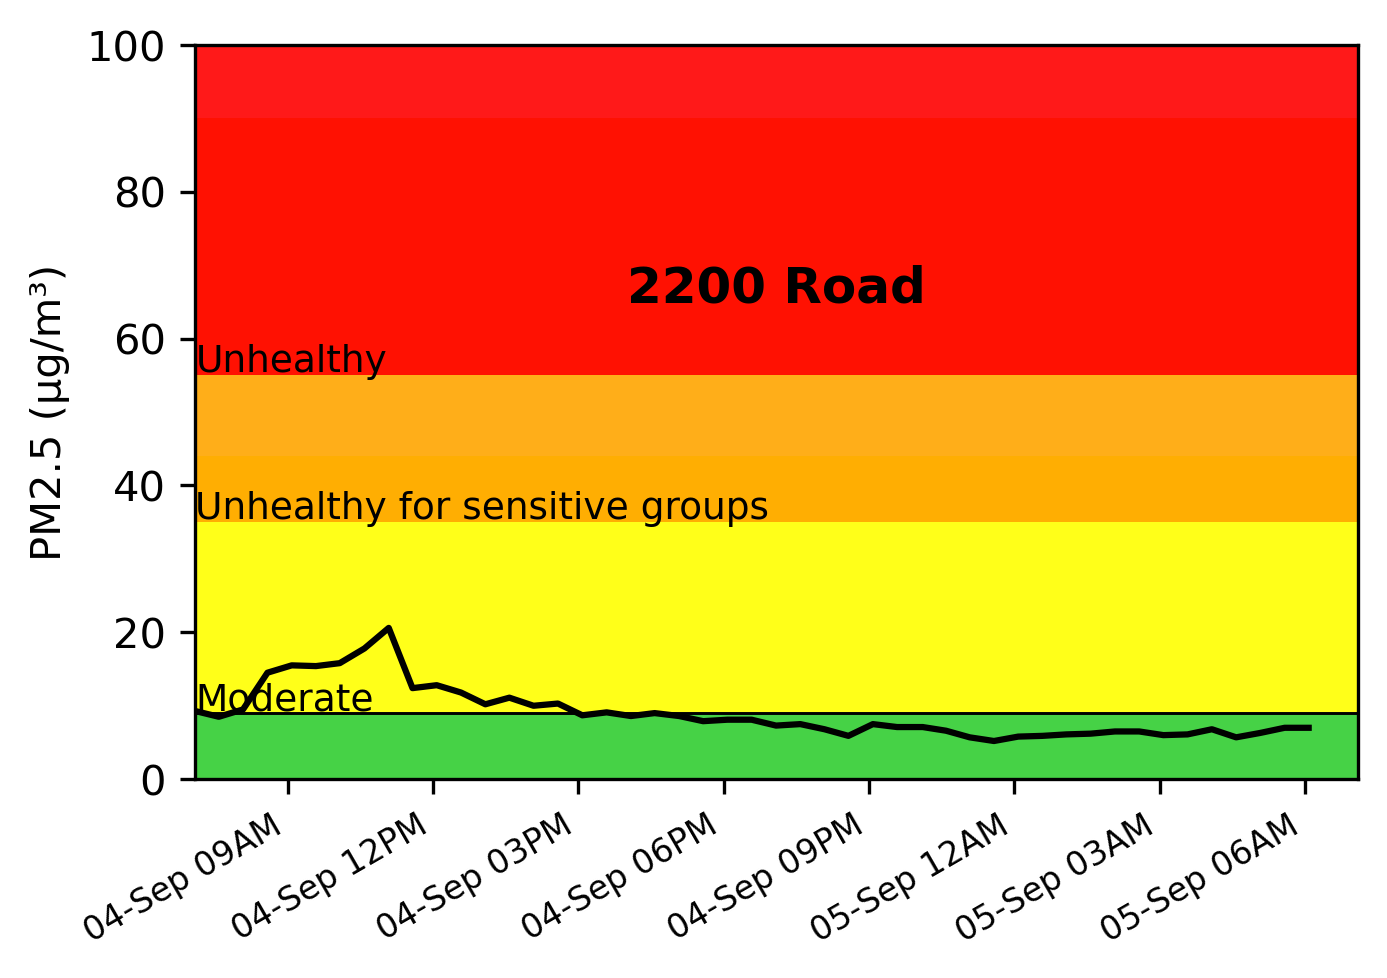 100
80
60
40
20
0
PM2.5 (µg/m³)
2200 Road
Unhealthy
Unhealthy for sensitive groups
Moderate
04-Sep 09AM
04-Sep 12PM
04-Sep 03PM
04-Sep 06PM
04-Sep 09PM
05-Sep 12AM
05-Sep 03AM
05-Sep 06AM